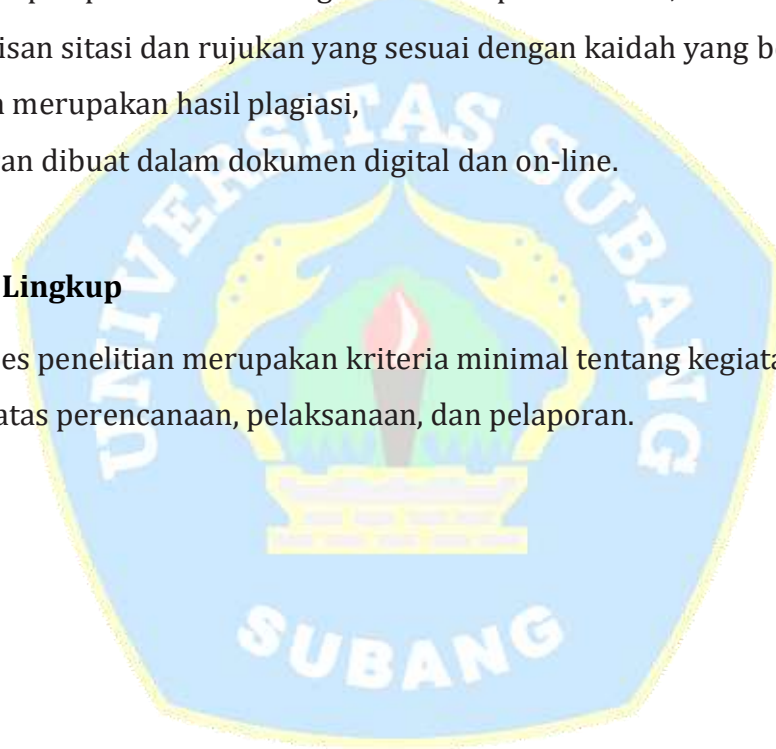 isan sitasi dan rujukan yang sesuai dengan kaidah yang b
merupakan hasil plagiasi,
an dibuat dalam dokumen digital dan on-line.
Lingkup
es penelitian merupakan kriteria minimal tentang kegiata
atas perencanaan, pelaksanaan, dan pelaporan.
UNIVERSITAS SUBANG
SUBANG